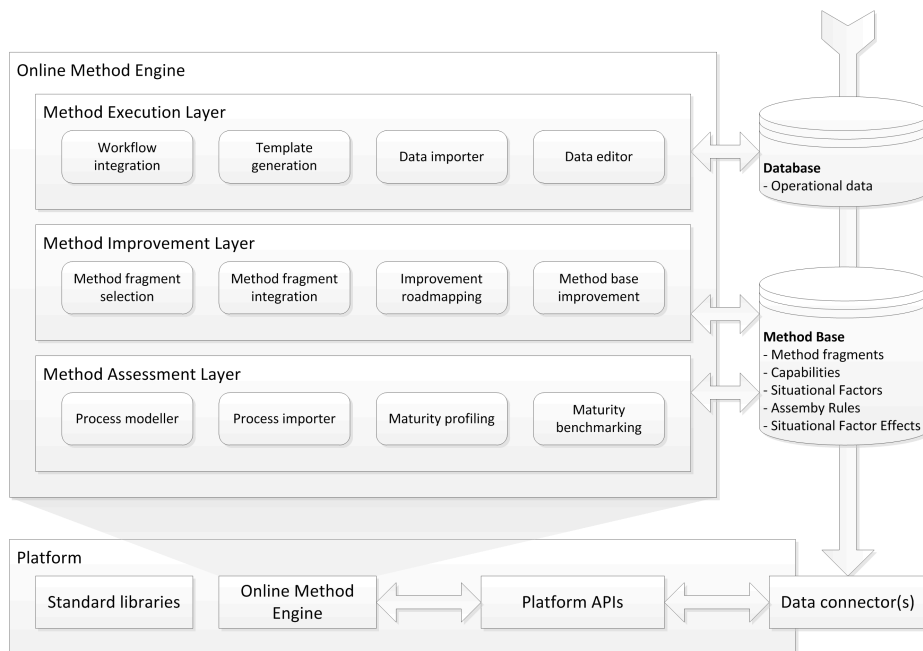 Online Method Engine
Method Execution Layer
Workflow
integration
Template
generation
Data importer
Data editor
Database
- Operational data
Method Improvement Layer
Method fragment
selection
Method fragment
integration
Improvement
roadmapping
Method base
improvement
Method Base
- Method fragments
- Capabilities
- Situational Factors
- Assemby Rules
- Situational Factor Effects
Method Assessment Layer
Process modeller
Process importer
Maturity profiling
Maturity
benchmarking
Platform
Standard libraries
Online Method
Engine
Platform APIs
Data connector(s)